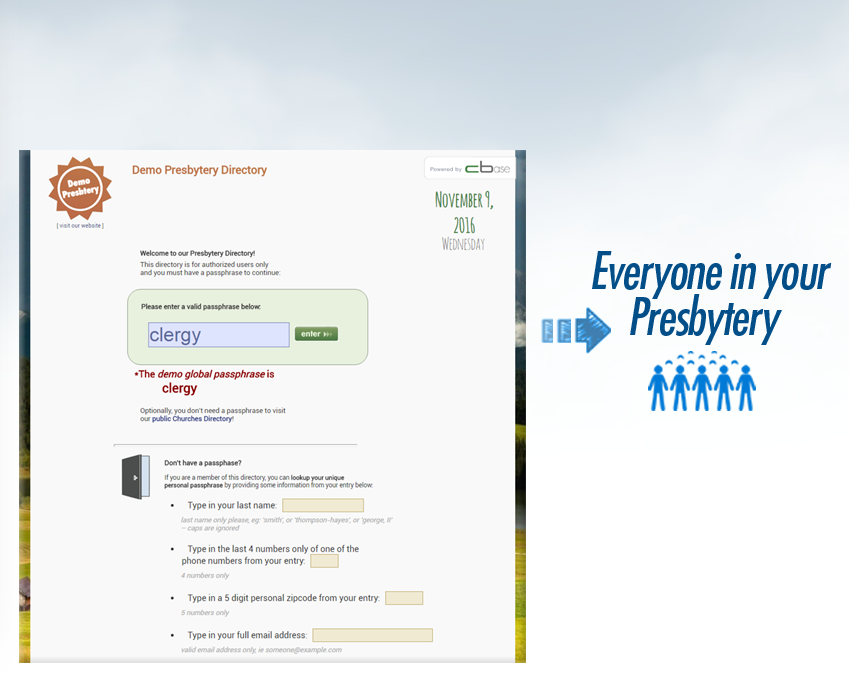 Demo
Presbtery
[ visit our website ]
Demo Presbytery Directory
Powered by cbase
November 9,
2016
Wednesday
Welcome to our Presbytery Directory!
This directory is for authorized users only
and you must have a passphrase to continue:
Please enter a valid passphrase below:
clergy
enter
*The demo global passphrase is
clergy
Optionally, you don't need a passphrase to visit
our public Churches Directory!
Don't have a passphase?
If you are a member of this directory, you can lookup your unique
personal passphrase by providing some information from your entry below:
• Type in your last name:
last name only please, eg: 'smith', or 'thompson-hayes', or 'george, II'
-- caps are ignored
• Type in the last 4 numbers only of one of the
phone numbers from your entry:
4 numbers only
• Type in a 5 digit personal zipcode from your entry:
5 numbers only
• Type in your full email address:
valid email address only, ie someone@example.com
Everyone in your
Presbytery